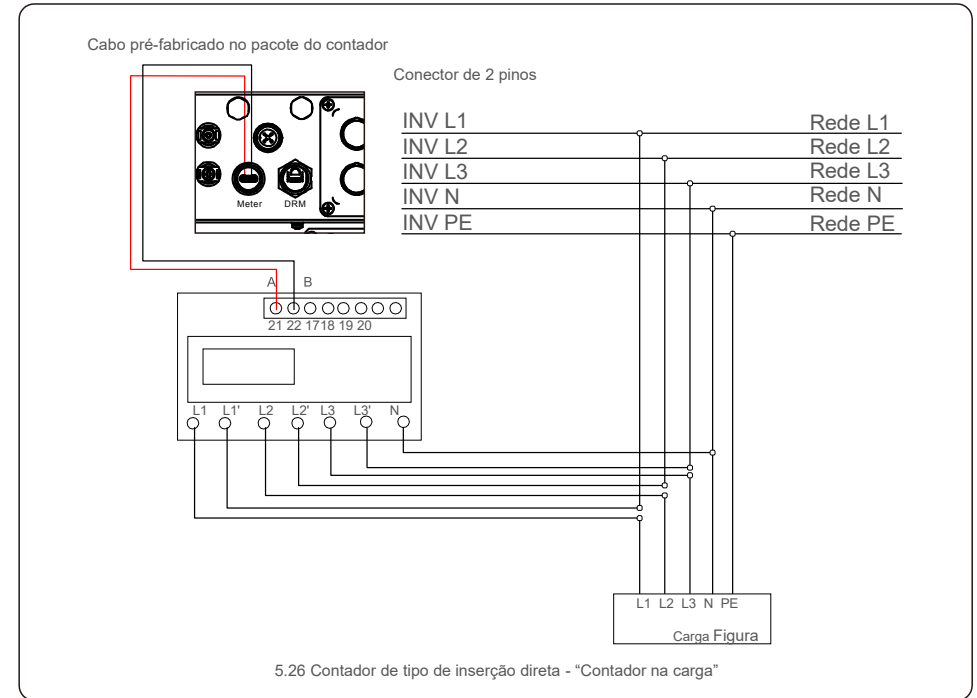 Cabo pré-fabricado no pacote do contador
Conector de 2 pinos
INV L1 Rede L1
INV L2 Rede L2
INV L3 Rede L3
INV N Rede N
INV PE Rede PE
Meter DRM
A B
21 22 17 18 19 20
L1 L1' L2 L2' L3 L3' N
L1 L2 L3 N PE
Carga Figura
5.26 Contador de tipo de inserção direta - “Contador na carga”